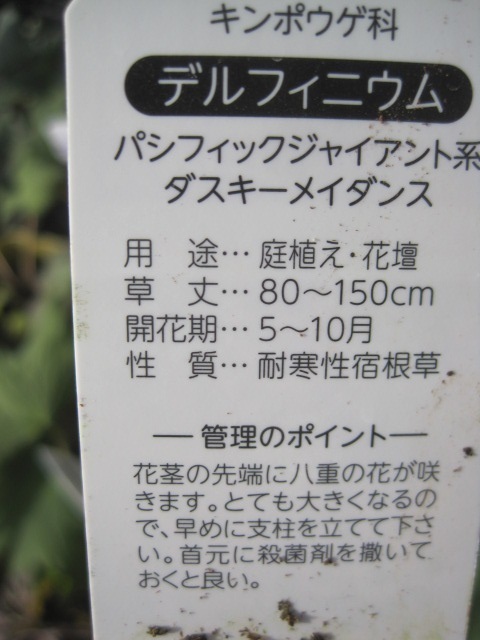 キンポウゲ科
デルフィニウム
パシフィックジャイアント系
ダスキーメイダンス
用　途… 庭植え・花壇
草　丈… 80〜150cm
開花期… 5〜10月
性　質… 耐寒性宿根草
― 管理のポイント―
花茎の先端に八重の花が咲
きます。とても大きくなるの
で、早めに支柱を立てて下さ
い。首元に殺菌剤を撒いて
おくと良い。